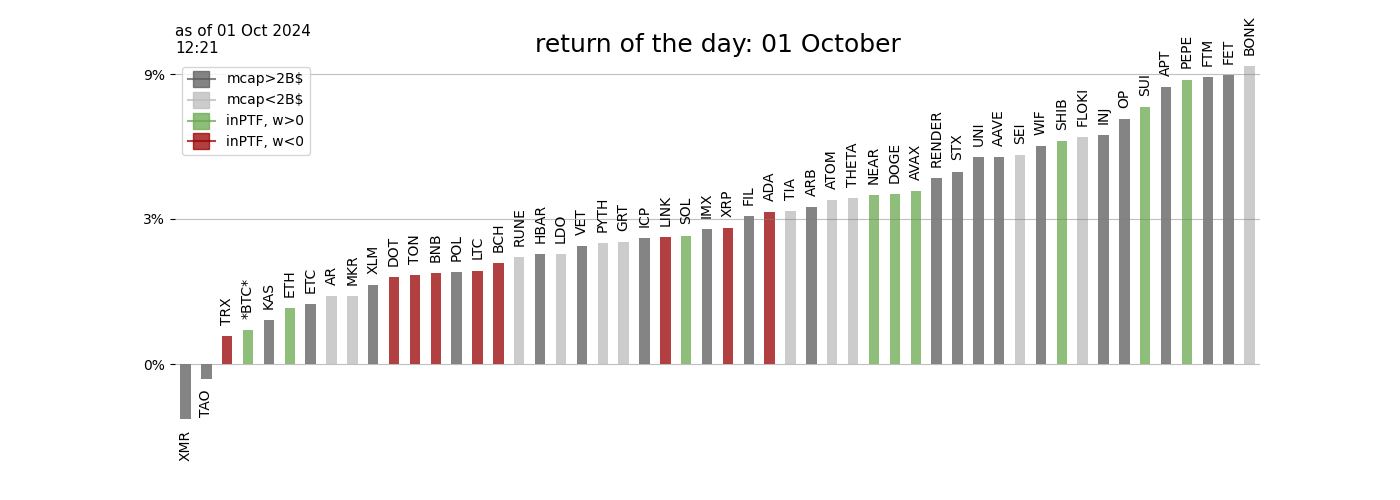 as of 01 Oct 2024
12:21
return of the day: 01 October
mcap>2B$
mcap<2B$
inPTF, w>0
inPTF, w<0
9%
3%
0%
XMR
TAO
TRX
*BTC*
KAS
ETH
ETC
AR
MKR
XLM
DOT
TON
BNB
POL
LTC
BCH
RUNE
HBAR
LDO
VET
PYTH
GRT
ICP
LINK
SOL
IMX
XRP
FIL
ADA
TIA
ARB
ATOM
THETA
NEAR
DOGE
AVAX
RENDER
STX
UNI
AAVE
SEI
WIF
SHIB
FLOKI
INJ
OP
SUI
APT
PEPE
FTM
FET
BONK